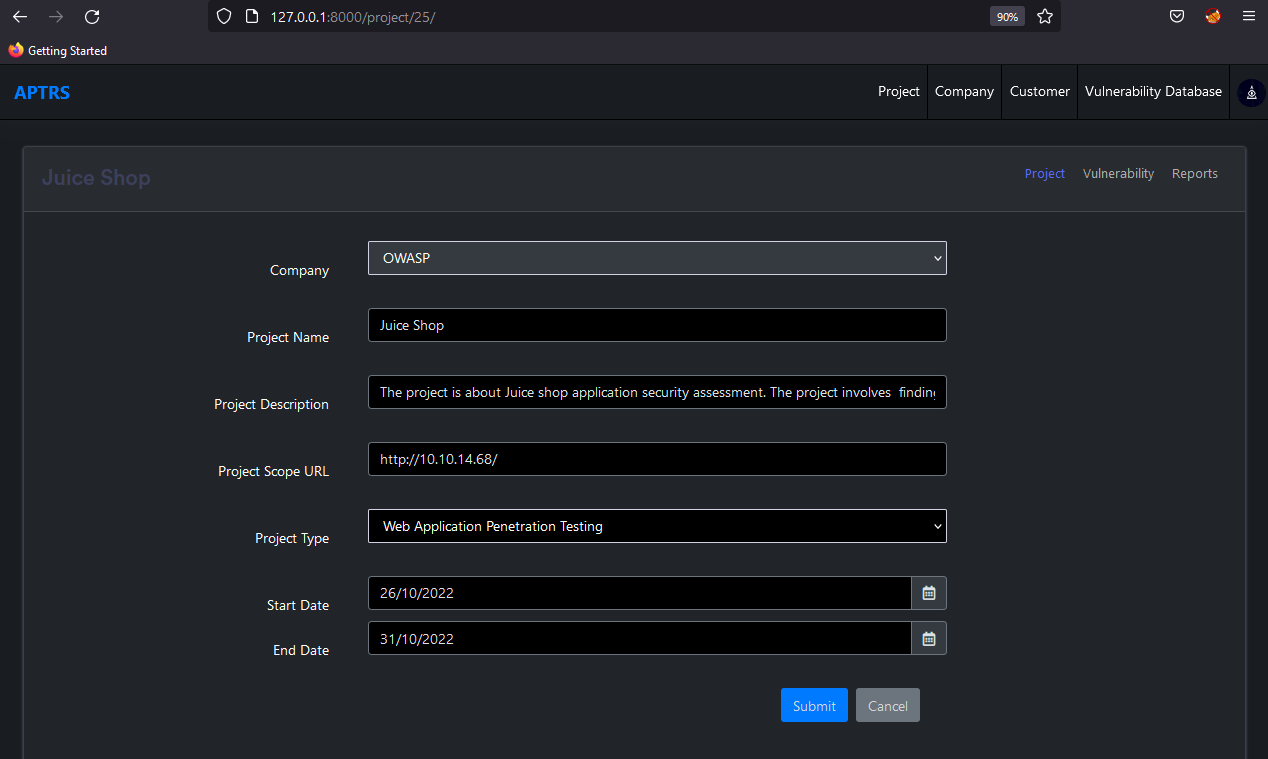 127.0.0.1:8000/project/25/ 90%
Getting Started
APTRS Project Company Customer Vulnerability Database
Juice Shop Project Vulnerability Reports
Company OWASP
Project Name Juice Shop
Project Description The project is about Juice shop application security assessment. The project involves finding
Project Scope URL http://10.10.14.68/
Project Type Web Application Penetration Testing
Start Date 26/10/2022
End Date 31/10/2022
Submit Cancel